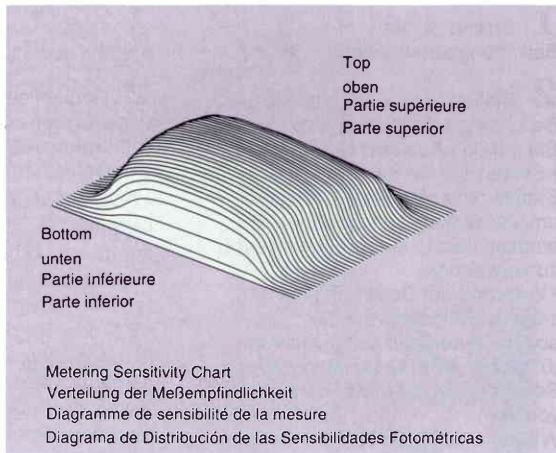 Top
oben
Partie supérieure
Parte superior
Bottom
unten
Partie inférieure
Parte inferior
Metering Sensitivity Chart
Verteilung der Meßempfindlichkeit
Diagramme de sensibilité de la mesure
Diagrama de Distribución de las Sensibilidades Fotométricas